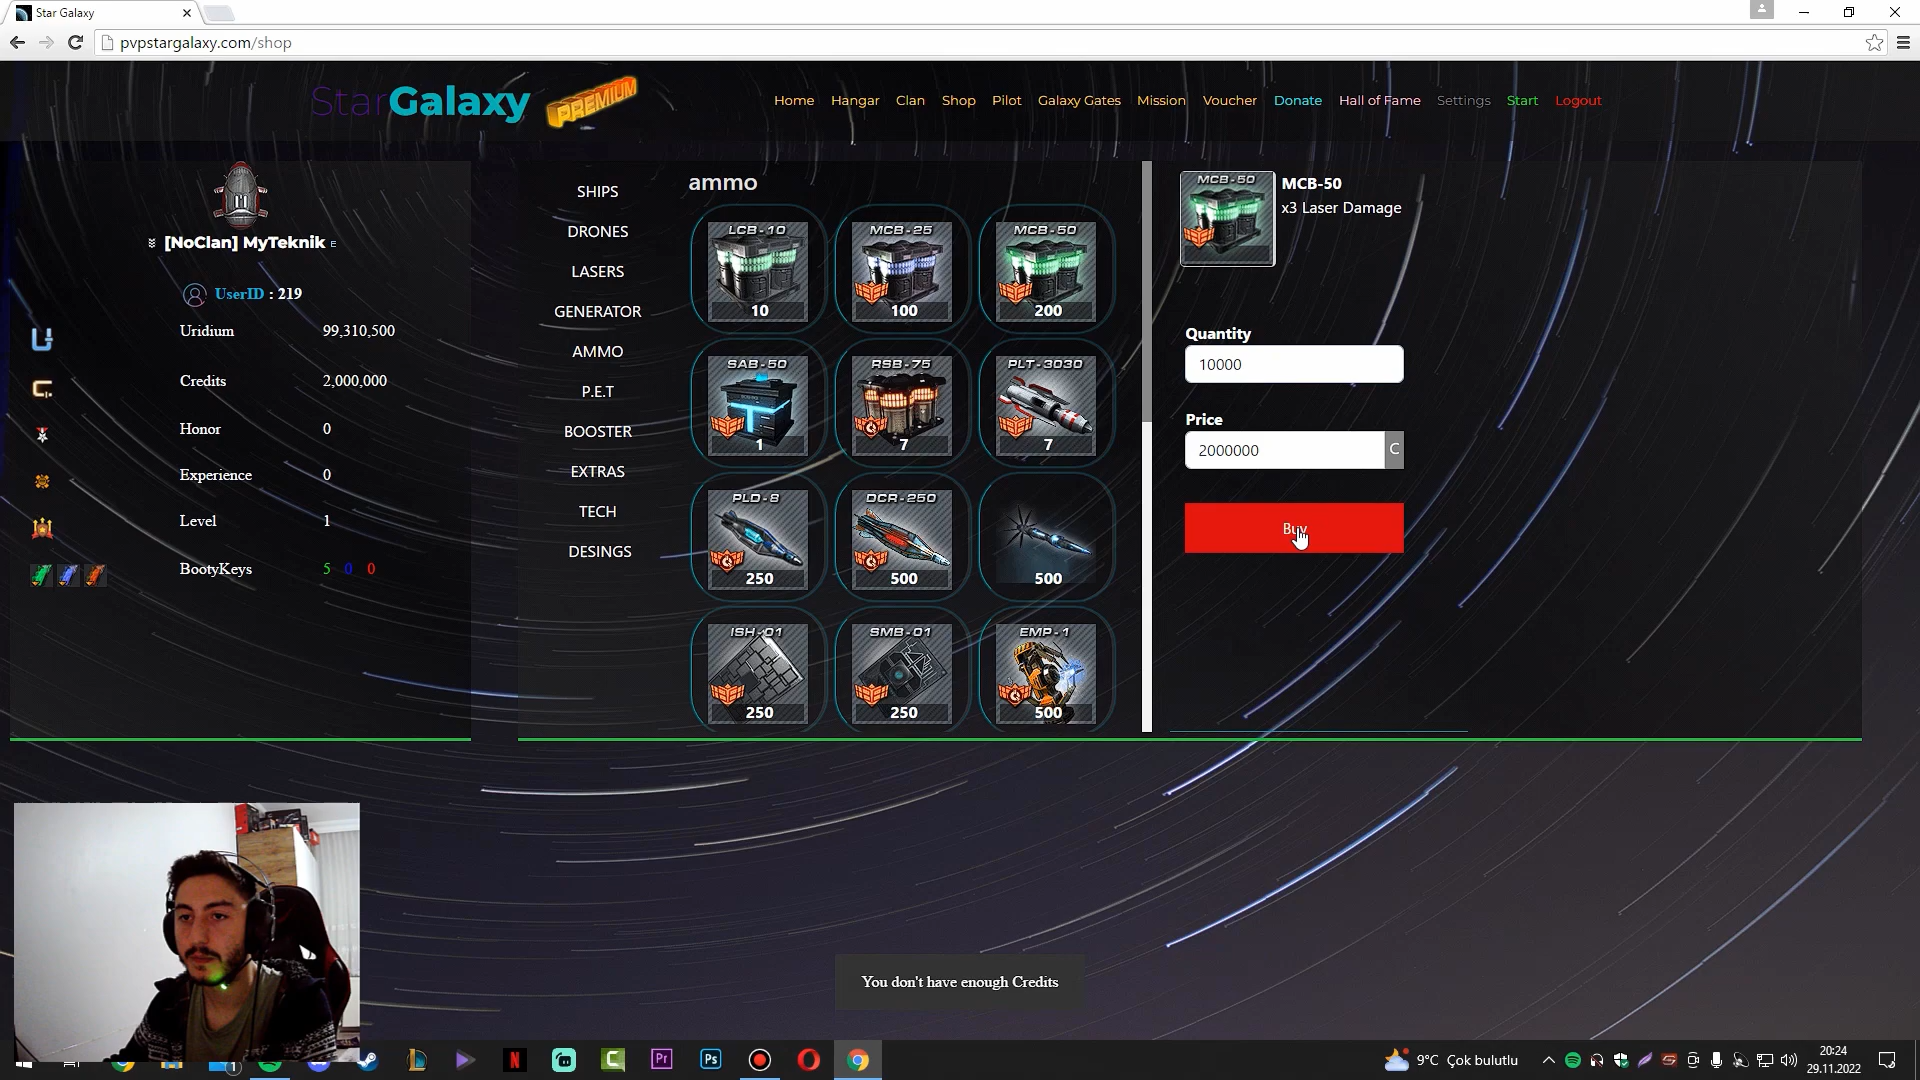 Star Galaxy
pvpstargalaxy.com/shop
StarGalaxy
PREMIUM
Home
Hangar
Clan
Shop
Pilot
Galaxy Gates
Mission
Voucher
Donate
Hall of Fame
Settings
Start
Logout
[NoClan] MyTeknik E
UserID : 219
Uridium 99,310,500
Credits 2,000,000
Honor 0
Experience 0
Level 1
BootyKeys 5 0 0
SHIPS
DRONES
LASERS
GENERATOR
AMMO
P.E.T
BOOSTER
EXTRAS
TECH
DESINGS
ammo
LCB-10
10
MCB-25
100
MCB-50
200
SAB-50
1
RSB-75
7
PLT-3030
7
PLD-8
250
DCR-250
500
500
ISH-01
250
SMB-01
250
EMP-1
500
MCB-50
MCB-50
x3 Laser Damage
Quantity
10000
Price
2000000
C
Buy
You don't have enough Credits
1
Pr
Ps
9°C Çok bulutlu
20:24
29.11.2022